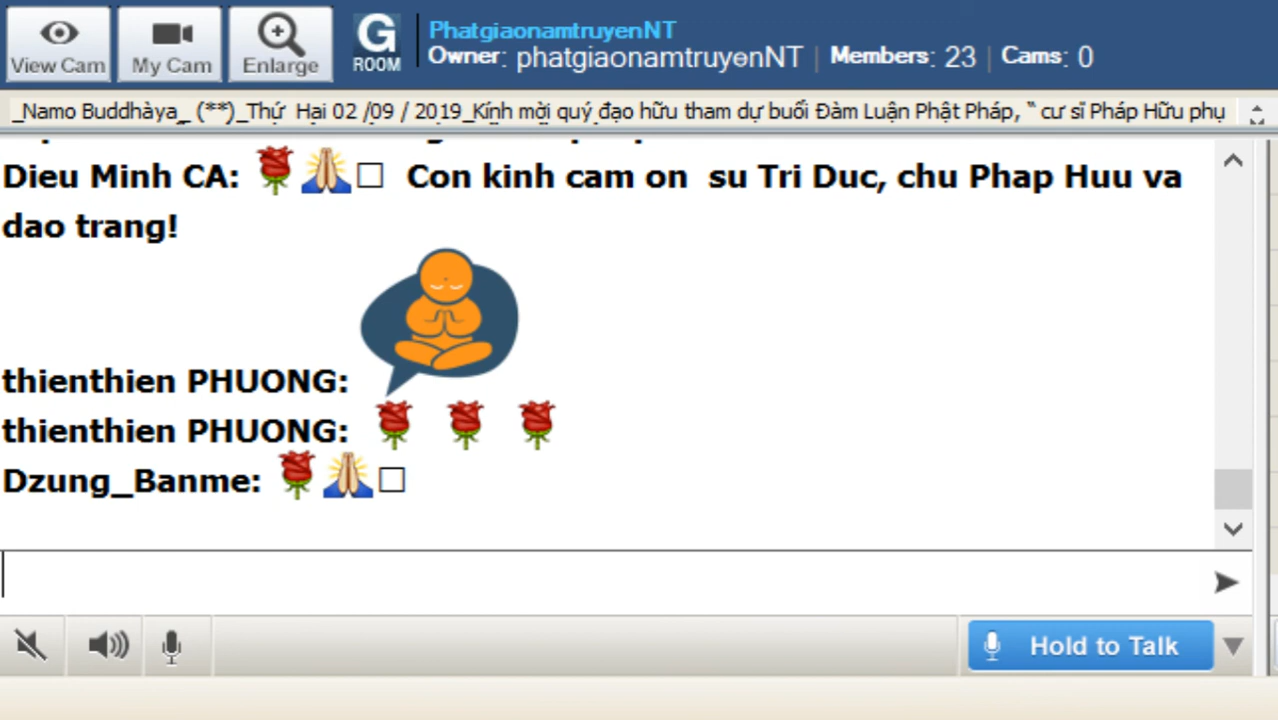 View Cam
My Cam
Enlarge
G
ROOM
PhatgiaonamtruyenNT
Owner: phatgiaonamtruyenNT | Members: 23 | Cams: 0
_Namo Buddhàya_ (**)_Thứ Hại 02 /09 / 2019_Kính mời quý đạo hữu tham dự buổi Đàm Luận Phật Pháp, “ cư sĩ Pháp Hữu phụ
Dieu Minh CA: 🌹🙏□ Con kinh cam on su Tri Duc, chu Phap Huu va
dao trang!
thienthien PHUONG:
thienthien PHUONG: 🌹 🌹 🌹
Dzung_Banme: 🌹🙏□
Hold to Talk